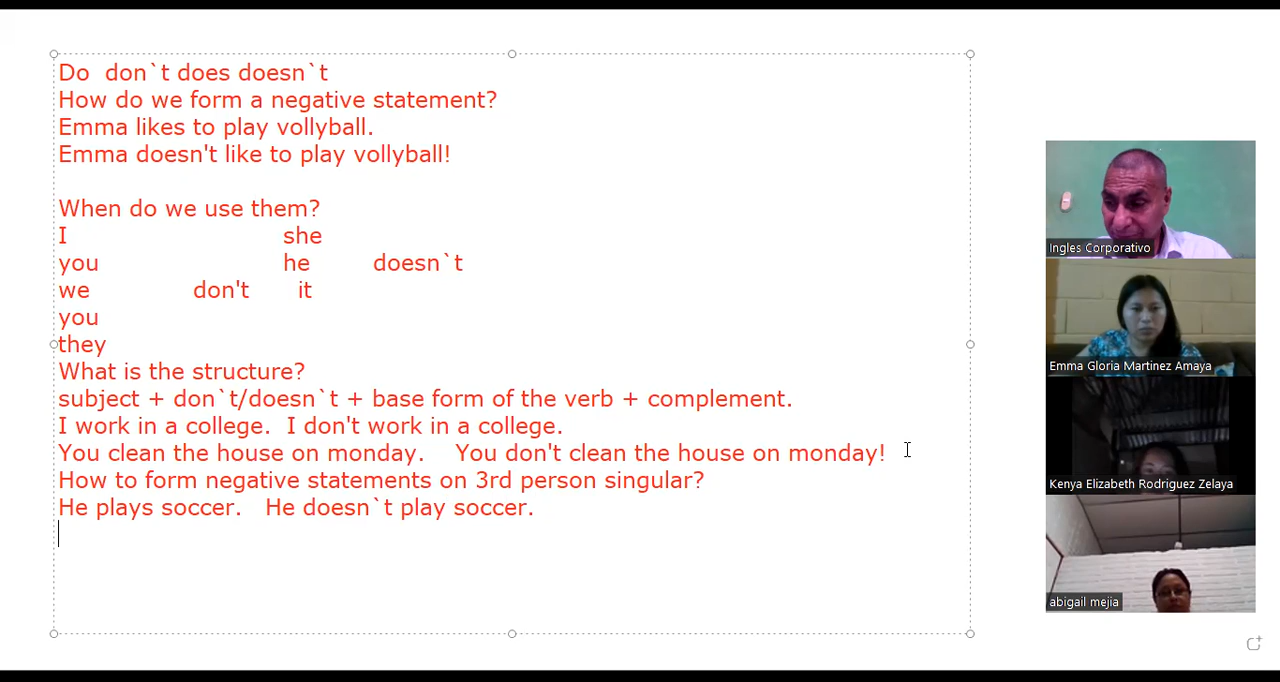 Do  don`t does doesn`t
How do we form a negative statement?
Emma likes to play vollyball.
Emma doesn't like to play vollyball!
When do we use them?
I she
you he doesn`t
we don't it
you
they
What is the structure?
subject + don`t/doesn`t + base form of the verb + complement.
I work in a college.  I don't work in a college.
You clean the house on monday. You don't clean the house on monday!
How to form negative statements on 3rd person singular?
He plays soccer. He doesn`t play soccer.
Ingles Corporativo
Emma Gloria Martinez Amaya
Kenya Elizabeth Rodriguez Zelaya
abigail mejia